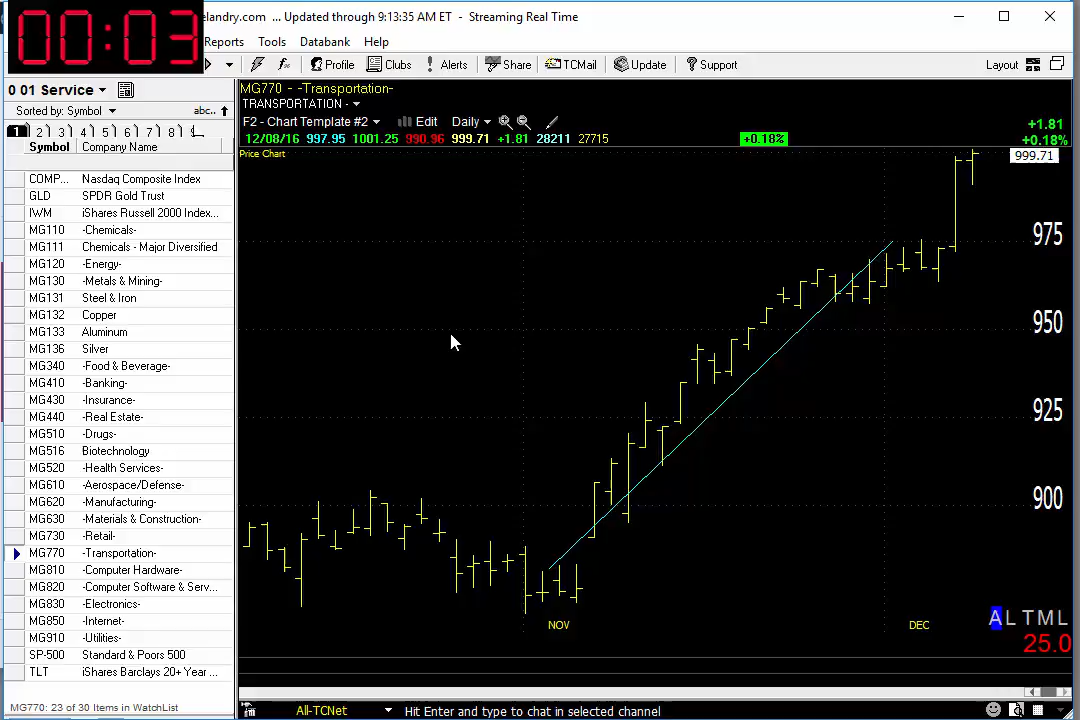 00:03
elandry.com ... Updated through 9:13:35 AM ET - Streaming Real Time
Reports Tools Databank Help
Profile Clubs Alerts Share TCMail Update Support Layout
0 01 Service
Sorted by: Symbol abc..
1 2 3 4 5 6 7 8
Symbol Company Name
COMP... Nasdaq Composite Index
GLD SPDR Gold Trust
IWM iShares Russell 2000 Index...
MG110 -Chemicals-
MG111 Chemicals - Major Diversified
MG120 -Energy-
MG130 -Metals & Mining-
MG131 Steel & Iron
MG132 Copper
MG133 Aluminum
MG136 Silver
MG340 -Food & Beverage-
MG410 -Banking-
MG430 -Insurance-
MG440 -Real Estate-
MG510 -Drugs-
MG516 Biotechnology
MG520 -Health Services-
MG610 -Aerospace/Defense-
MG620 -Manufacturing-
MG630 -Materials & Construction-
MG730 -Retail-
MG770 -Transportation-
MG810 -Computer Hardware-
MG820 -Computer Software & Serv...
MG830 -Electronics-
MG850 -Internet-
MG910 -Utilities-
SP-500 Standard & Poors 500
TLT iShares Barclays 20+ Year ...
MG770: 23 of 30 Items in WatchList
MG770 - -Transportation-
TRANSPORTATION -
F2 - Chart Template #2 Edit Daily
+1.81
12/08/16 997.95 1001.25 990.96 999.71 +1.81 28211 27715 +0.18% +0.18%
Price Chart 999.71
975
950
925
900
NOV DEC
A L T M L
25.0
All-TCNet Hit Enter and type to chat in selected channel